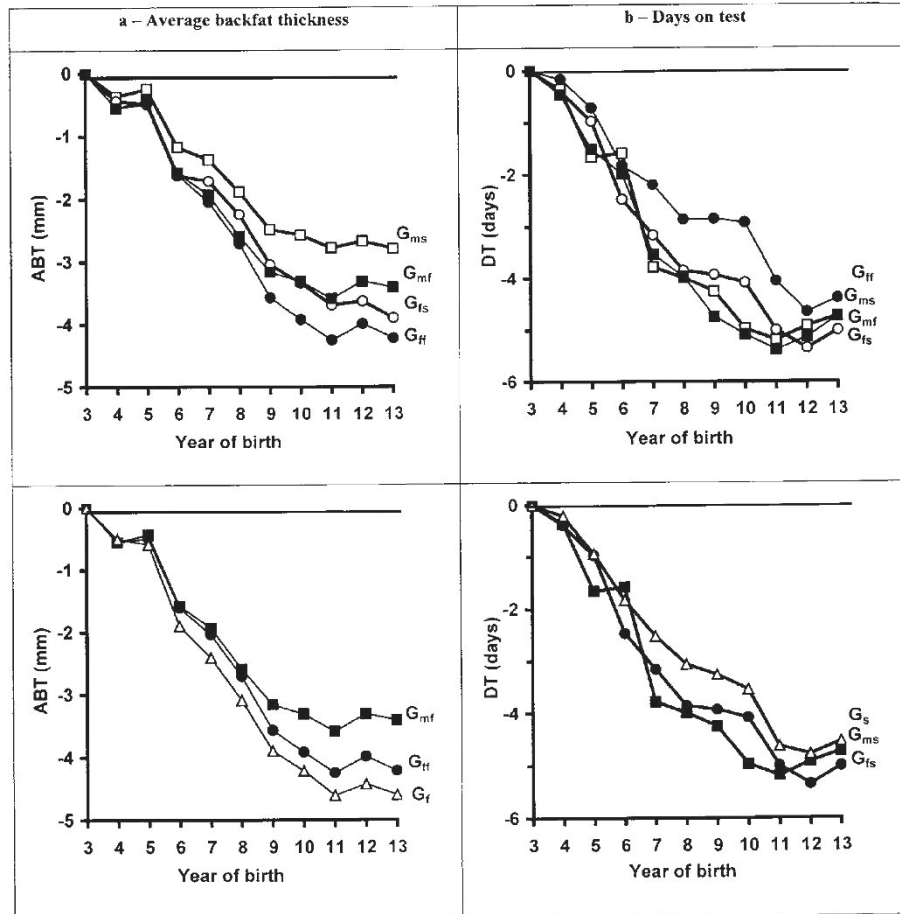 a – Average backfat thickness
b – Days on test
0
-1
-2
-3
-4
-5
ABT (mm)
3 4 5 6 7 8 9 10 11 12 13
Year of birth
Gms
Gmf
Gfs
Gff
0
-2
-4
-6
DT (days)
3 4 5 6 7 8 9 10 11 12 13
Year of birth
Gff
Gms
Gmf
Gfs
0
-1
-2
-3
-4
-5
ABT (mm)
3 4 5 6 7 8 9 10 11 12 13
Year of birth
Gmf
Gff
Gf
0
-2
-4
-6
DT (days)
3 4 5 6 7 8 9 10 11 12 13
Year of birth
Gs
Gms
Gfs